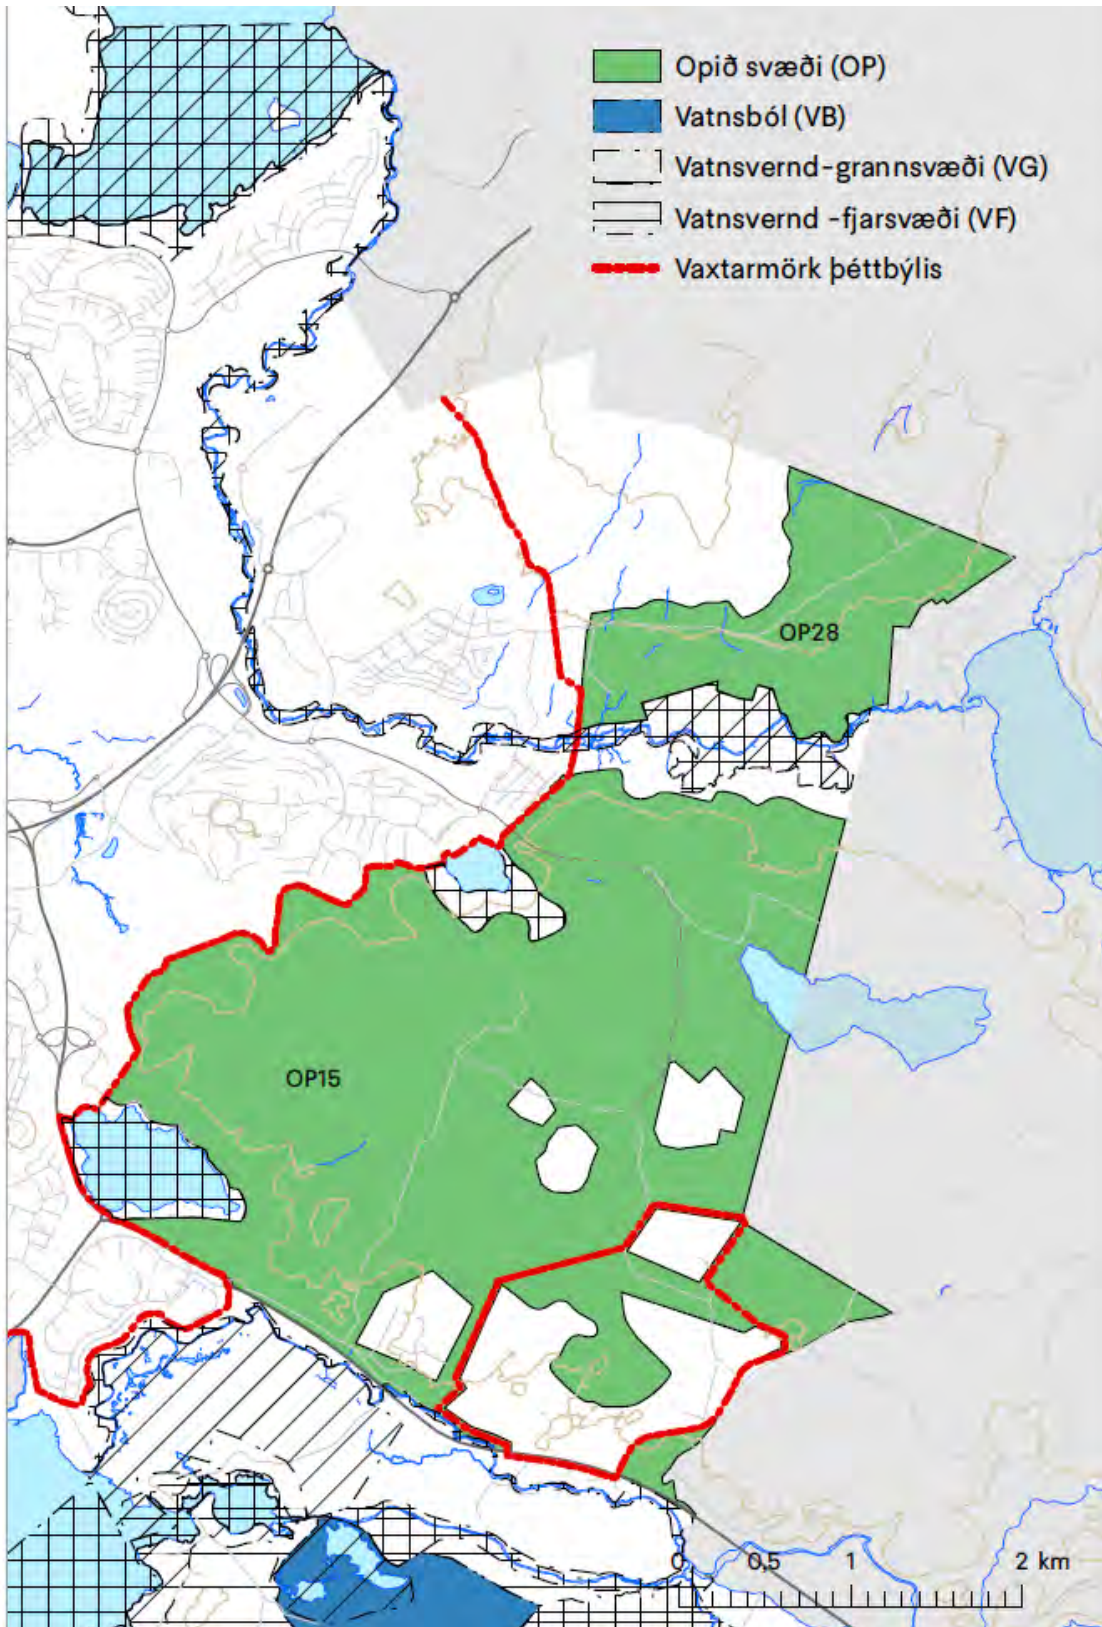 Opið svæði (OP)
Vatnsból (VB)
Vatnsvernd-grannsvæði (VG)
Vatnsvernd -fjarsvæði (VF)
Vaxtarmörk þéttbýlis
OP28
OP15
0 0,5 1 2 km